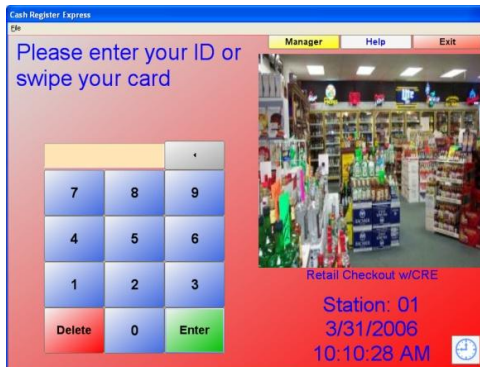 Cash Register Express
File
Please enter your ID or
swipe your card
Manager
Help
Exit
7 8 9
4 5 6
1 2 3
Delete 0 Enter
Retail Checkout w/CRE
Station: 01
3/31/2006
10:10:28 AM